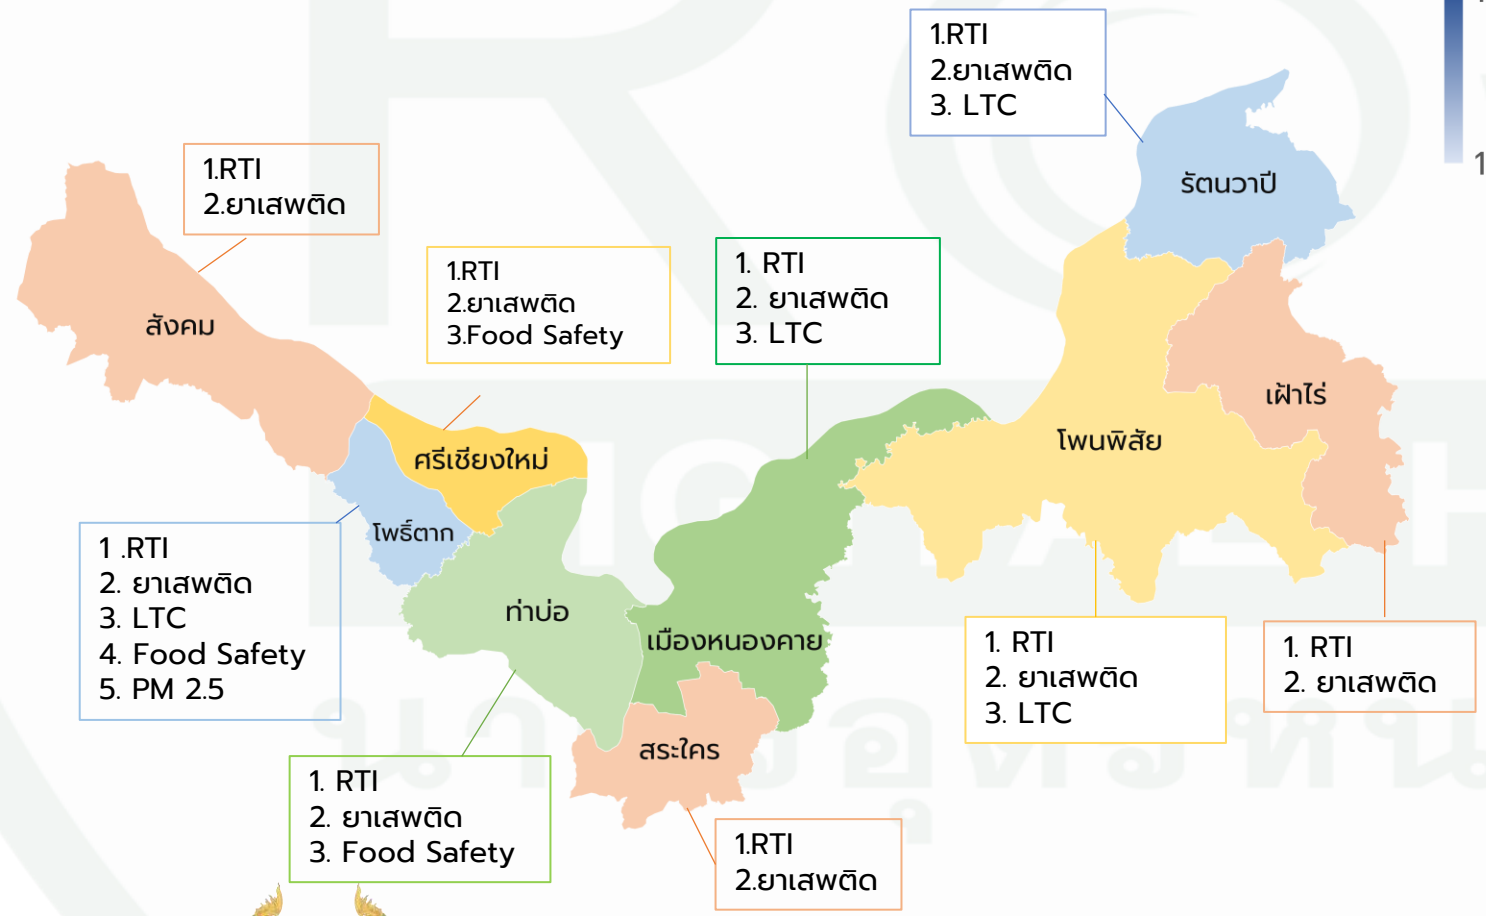 1.RTI
2.ยาเสพติด
3. LTC
1
รัตนวาปี
1.RTI
2.ยาเสพติด
สังคม
1.RTI
2.ยาเสพติด
3.Food Safety
1. RTI
2. ยาเสพติด
3. LTC
เฝ้าไร่
โพนพิสัย
ศรีเชียงใหม่
โพธิ์ตาก
1 .RTI
2. ยาเสพติด
3. LTC
4. Food Safety
5. PM 2.5
ท่าบ่อ
เมืองหนองคาย
1. RTI
2. ยาเสพติด
3. LTC
1. RTI
2. ยาเสพติด
สระใคร
1. RTI
2. ยาเสพติด
3. Food Safety
1.RTI
2.ยาเสพติด